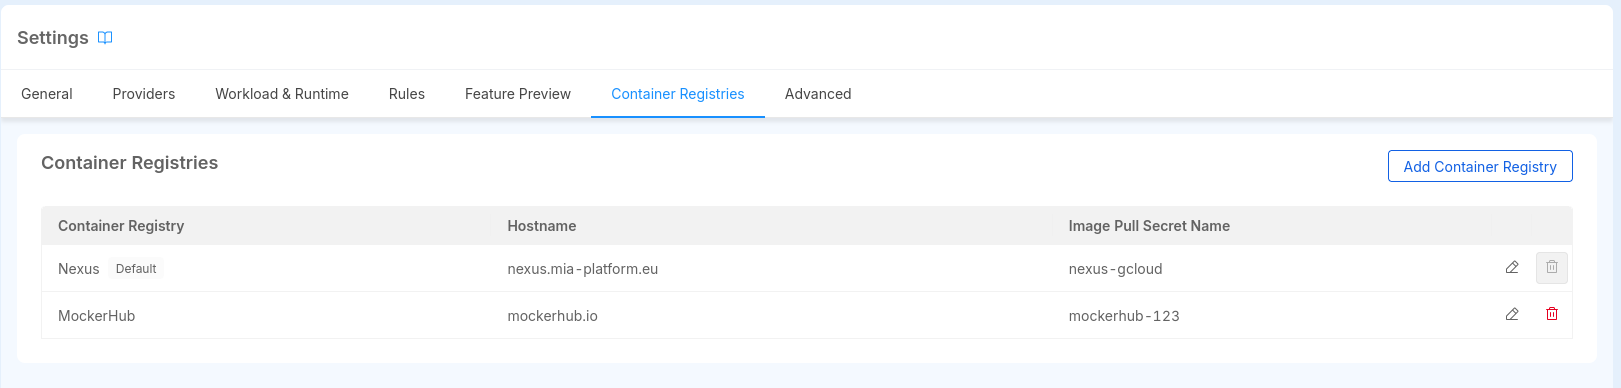 Settings
General Providers Workload & Runtime Rules Feature Preview Container Registries Advanced
Container Registries
Add Container Registry
Container Registry Hostname Image Pull Secret Name
Nexus Default nexus.mia-platform.eu nexus-gcloud
MockerHub mockerhub.io mockerhub-123